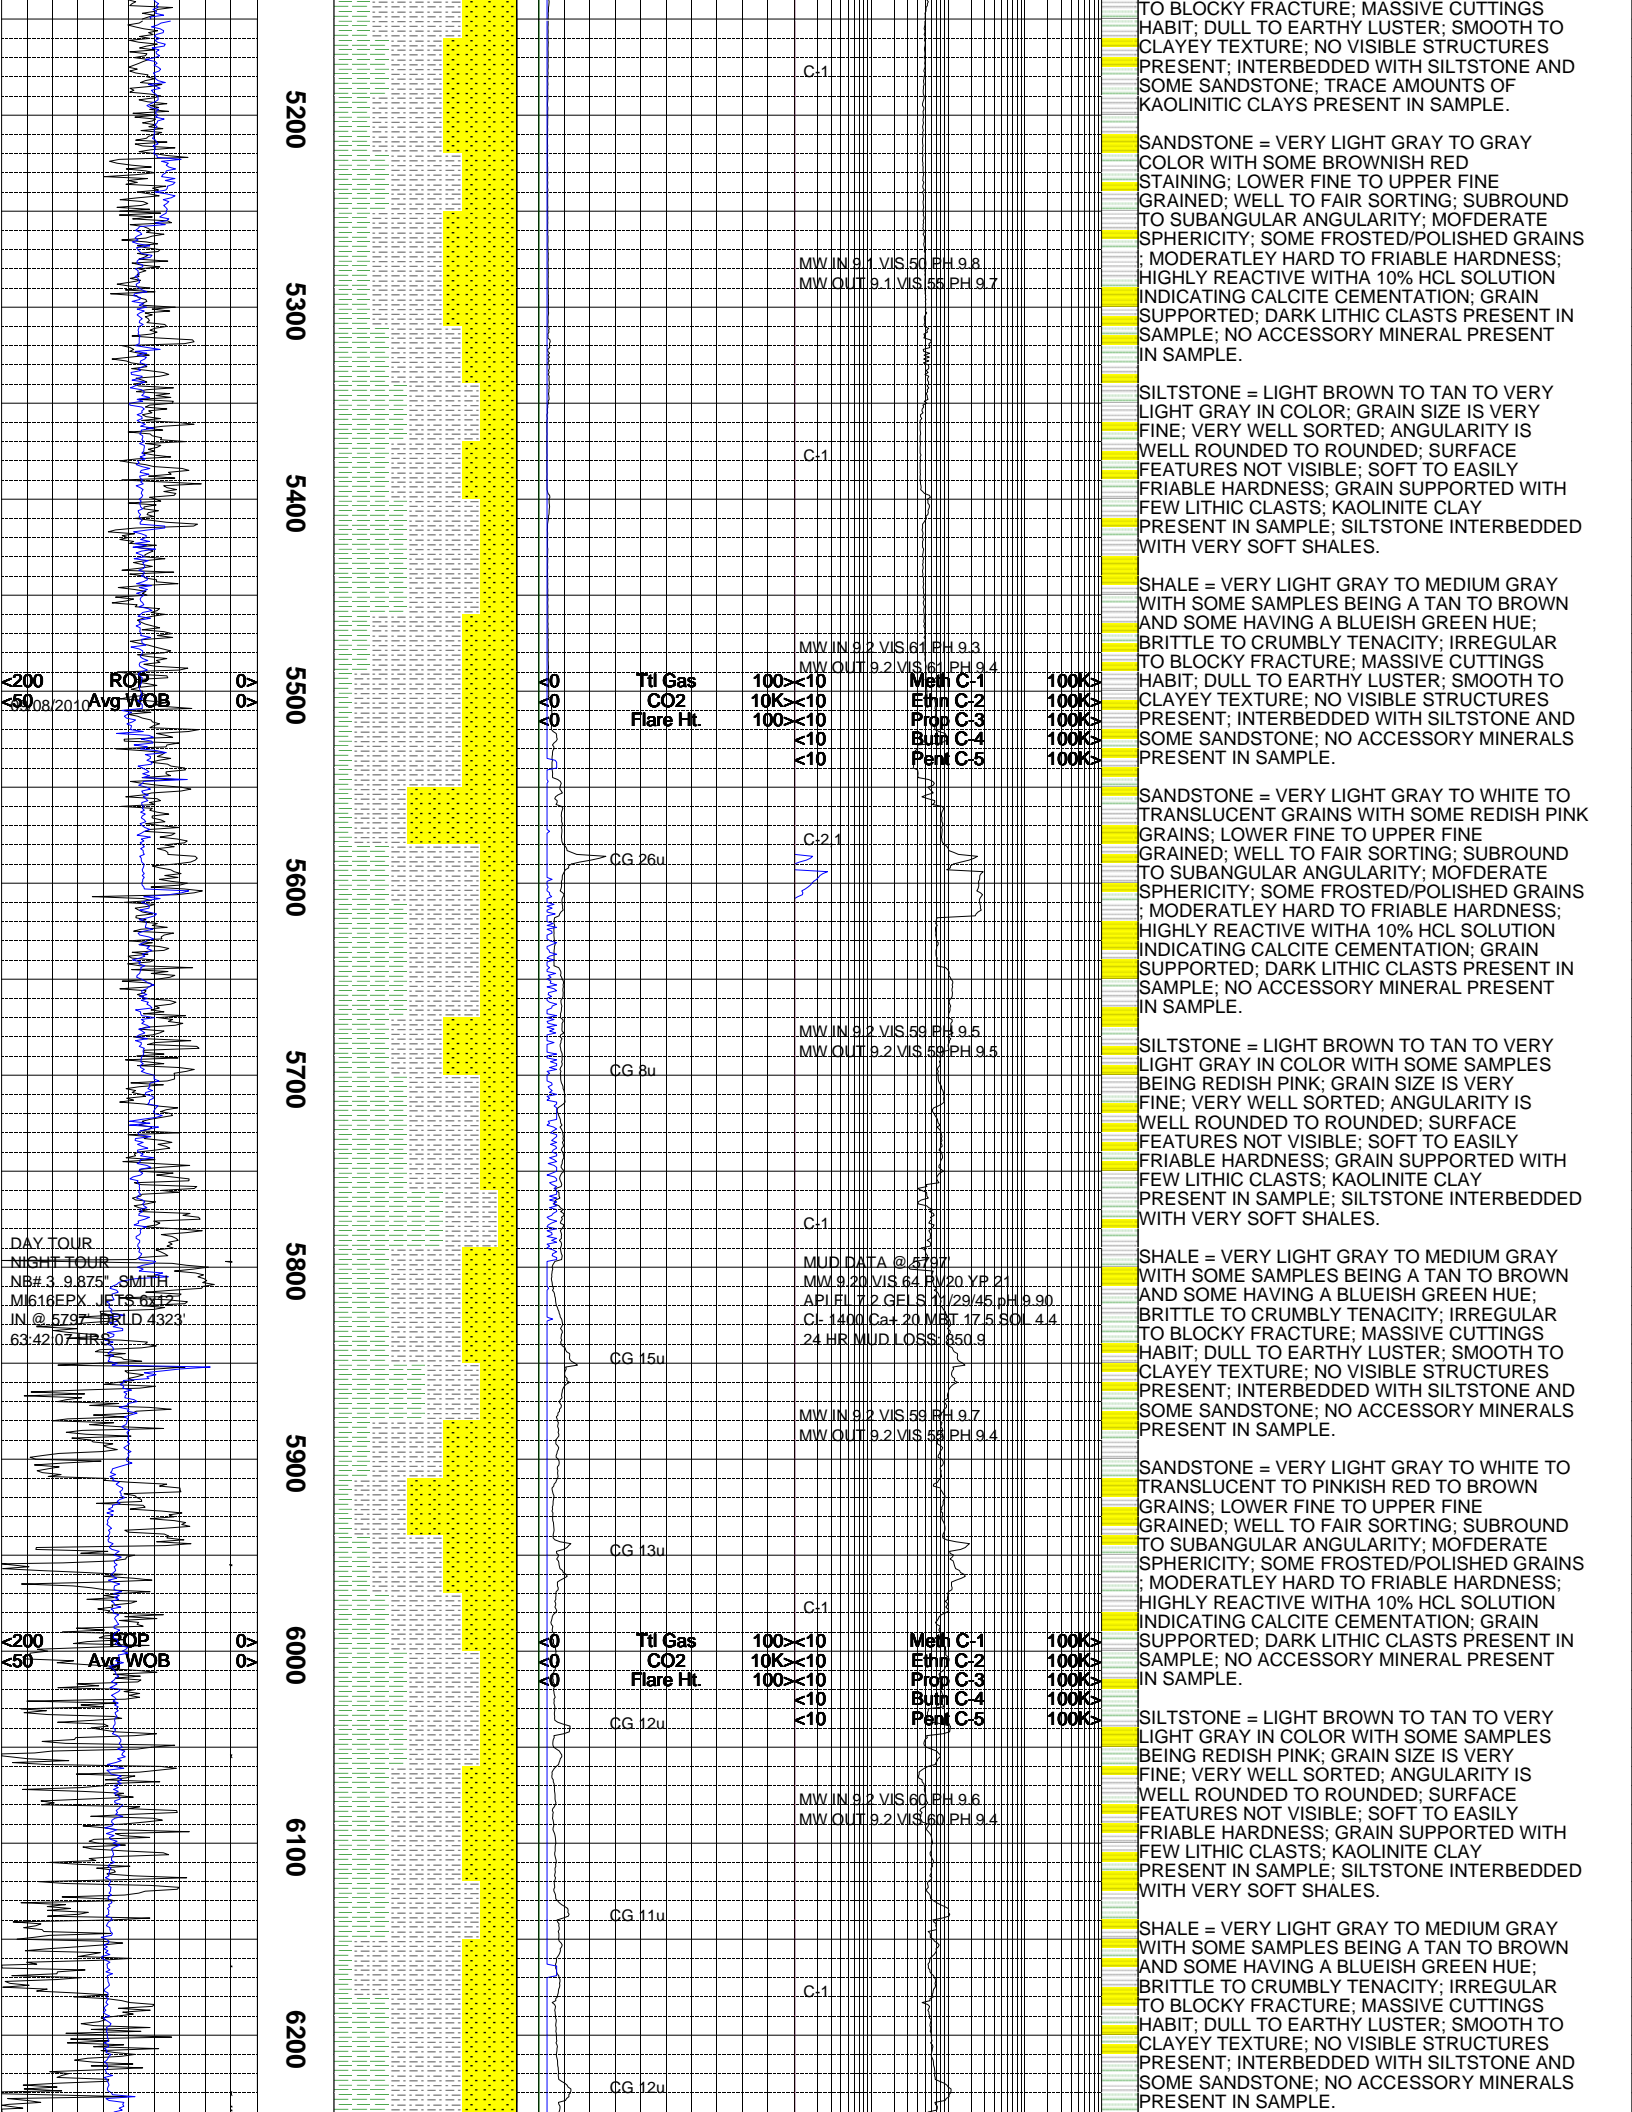 TO BLOCKY FRACTURE; MASSIVE CUTTINGS
HABIT; DULL TO EARTHY LUSTER; SMOOTH TO
CLAYEY TEXTURE; NO VISIBLE STRUCTURES
PRESENT; INTERBEDDED WITH SILTSTONE AND
SOME SANDSTONE; TRACE AMOUNTS OF
KAOLINITIC CLAYS PRESENT IN SAMPLE.
SANDSTONE = VERY LIGHT GRAY TO GRAY
COLOR WITH SOME BROWNISH RED
STAINING; LOWER FINE TO UPPER FINE
GRAINED; WELL TO FAIR SORTING; SUBROUND
TO SUBANGULAR ANGULARITY; MOFDERATE
SPHERICITY; SOME FROSTED/POLISHED GRAINS
; MODERATLEY HARD TO FRIABLE HARDNESS;
HIGHLY REACTIVE WITHA 10% HCL SOLUTION
INDICATING CALCITE CEMENTATION; GRAIN
SUPPORTED; DARK LITHIC CLASTS PRESENT IN
SAMPLE; NO ACCESSORY MINERAL PRESENT
IN SAMPLE.
SILTSTONE = LIGHT BROWN TO TAN TO VERY
LIGHT GRAY IN COLOR; GRAIN SIZE IS VERY
FINE; VERY WELL SORTED; ANGULARITY IS
WELL ROUNDED TO ROUNDED; SURFACE
FEATURES NOT VISIBLE; SOFT TO EASILY
FRIABLE HARDNESS; GRAIN SUPPORTED WITH
FEW LITHIC CLASTS; KAOLINITE CLAY
PRESENT IN SAMPLE; SILTSTONE INTERBEDDED
WITH VERY SOFT SHALES.
SHALE = VERY LIGHT GRAY TO MEDIUM GRAY
WITH SOME SAMPLES BEING A TAN TO BROWN
AND SOME HAVING A BLUEISH GREEN HUE;
BRITTLE TO CRUMBLY TENACITY; IRREGULAR
TO BLOCKY FRACTURE; MASSIVE CUTTINGS
HABIT; DULL TO EARTHY LUSTER; SMOOTH TO
CLAYEY TEXTURE; NO VISIBLE STRUCTURES
PRESENT; INTERBEDDED WITH SILTSTONE AND
SOME SANDSTONE; NO ACCESSORY MINERALS
PRESENT IN SAMPLE.
SANDSTONE = VERY LIGHT GRAY TO WHITE TO
TRANSLUCENT GRAINS WITH SOME REDISH PINK
GRAINS; LOWER FINE TO UPPER FINE
GRAINED; WELL TO FAIR SORTING; SUBROUND
TO SUBANGULAR ANGULARITY; MOFDERATE
SPHERICITY; SOME FROSTED/POLISHED GRAINS
; MODERATLEY HARD TO FRIABLE HARDNESS;
HIGHLY REACTIVE WITHA 10% HCL SOLUTION
INDICATING CALCITE CEMENTATION; GRAIN
SUPPORTED; DARK LITHIC CLASTS PRESENT IN
SAMPLE; NO ACCESSORY MINERAL PRESENT
IN SAMPLE.
SILTSTONE = LIGHT BROWN TO TAN TO VERY
LIGHT GRAY IN COLOR WITH SOME SAMPLES
BEING REDISH PINK; GRAIN SIZE IS VERY
FINE; VERY WELL SORTED; ANGULARITY IS
WELL ROUNDED TO ROUNDED; SURFACE
FEATURES NOT VISIBLE; SOFT TO EASILY
FRIABLE HARDNESS; GRAIN SUPPORTED WITH
FEW LITHIC CLASTS; KAOLINITE CLAY
PRESENT IN SAMPLE; SILTSTONE INTERBEDDED
WITH VERY SOFT SHALES.
SHALE = VERY LIGHT GRAY TO MEDIUM GRAY
WITH SOME SAMPLES BEING A TAN TO BROWN
AND SOME HAVING A BLUEISH GREEN HUE;
BRITTLE TO CRUMBLY TENACITY; IRREGULAR
TO BLOCKY FRACTURE; MASSIVE CUTTINGS
HABIT; DULL TO EARTHY LUSTER; SMOOTH TO
CLAYEY TEXTURE; NO VISIBLE STRUCTURES
PRESENT; INTERBEDDED WITH SILTSTONE AND
SOME SANDSTONE; NO ACCESSORY MINERALS
PRESENT IN SAMPLE.
SANDSTONE = VERY LIGHT GRAY TO WHITE TO
TRANSLUCENT TO PINKISH RED TO BROWN
GRAINS; LOWER FINE TO UPPER FINE
GRAINED; WELL TO FAIR SORTING; SUBROUND
TO SUBANGULAR ANGULARITY; MOFDERATE
SPHERICITY; SOME FROSTED/POLISHED GRAINS
; MODERATLEY HARD TO FRIABLE HARDNESS;
HIGHLY REACTIVE WITHA 10% HCL SOLUTION
INDICATING CALCITE CEMENTATION; GRAIN
SUPPORTED; DARK LITHIC CLASTS PRESENT IN
SAMPLE; NO ACCESSORY MINERAL PRESENT
IN SAMPLE.
SILTSTONE = LIGHT BROWN TO TAN TO VERY
LIGHT GRAY IN COLOR WITH SOME SAMPLES
BEING REDISH PINK; GRAIN SIZE IS VERY
FINE; VERY WELL SORTED; ANGULARITY IS
WELL ROUNDED TO ROUNDED; SURFACE
FEATURES NOT VISIBLE; SOFT TO EASILY
FRIABLE HARDNESS; GRAIN SUPPORTED WITH
FEW LITHIC CLASTS; KAOLINITE CLAY
PRESENT IN SAMPLE; SILTSTONE INTERBEDDED
WITH VERY SOFT SHALES.
SHALE = VERY LIGHT GRAY TO MEDIUM GRAY
WITH SOME SAMPLES BEING A TAN TO BROWN
AND SOME HAVING A BLUEISH GREEN HUE;
BRITTLE TO CRUMBLY TENACITY; IRREGULAR
TO BLOCKY FRACTURE; MASSIVE CUTTINGS
HABIT; DULL TO EARTHY LUSTER; SMOOTH TO
CLAYEY TEXTURE; NO VISIBLE STRUCTURES
PRESENT; INTERBEDDED WITH SILTSTONE AND
SOME SANDSTONE; NO ACCESSORY MINERALS
PRESENT IN SAMPLE.
C-1
5200
MW IN 9.1 VIS 50 PH 9.8
MW OUT 9.1 VIS 55 PH 9.7
5300
C-1
5400
MW IN 9.2 VIS 61 PH 9.3
MW OUT 9.2 VIS 61 PH 9.4
<200 ROP 0>
<50 Avg WOB 0>
/08/2010
5500
<0 Ttl Gas 100> <10 Meth C-1 100K>
<0 CO2 10K> <10 Ethn C-2 100K>
<0 Flare Ht. 100> <10 Prop C-3 100K>
<10 Butn C-4 100K>
<10 Pent C-5 100K>
C-2.1
CG 26u
5600
MW IN 9.2 VIS 59 PH 9.5
MW OUT 9.2 VIS 59 PH 9.5
CG 8u
5700
C-1
DAY TOUR
NIGHT TOUR
NB# 3 9.875" SMITH
MI616EPX JETS 6x12
IN @ 5797' DRLD 4323'
63:42.07 HRS
5800
MUD DATA @ 5797'
MW 9.20 VIS 64 PV20 YP 21
API FL 7.2 GELS 11/29/45 pH 9.90
Cl- 1400 Ca+ 20 MBT 17.5 SOL 4.4
24 HR MUD LOSS: 850.9
CG 15u
MW IN 9.2 VIS 59 PH 9.7
MW OUT 9.2 VIS 55 PH 9.4
5900
CG 13u
C-1
<200 ROP 0>
<50 Avg WOB 0>
6000
<0 Ttl Gas 100> <10 Meth C-1 100K>
<0 CO2 10K> <10 Ethn C-2 100K>
<0 Flare Ht. 100> <10 Prop C-3 100K>
<10 Butn C-4 100K>
<10 Pent C-5 100K>
CG 12u
MW IN 9.2 VIS 60 PH 9.6
MW OUT 9.2 VIS 60 PH 9.4
6100
CG 11u
C-1
6200
CG 12u